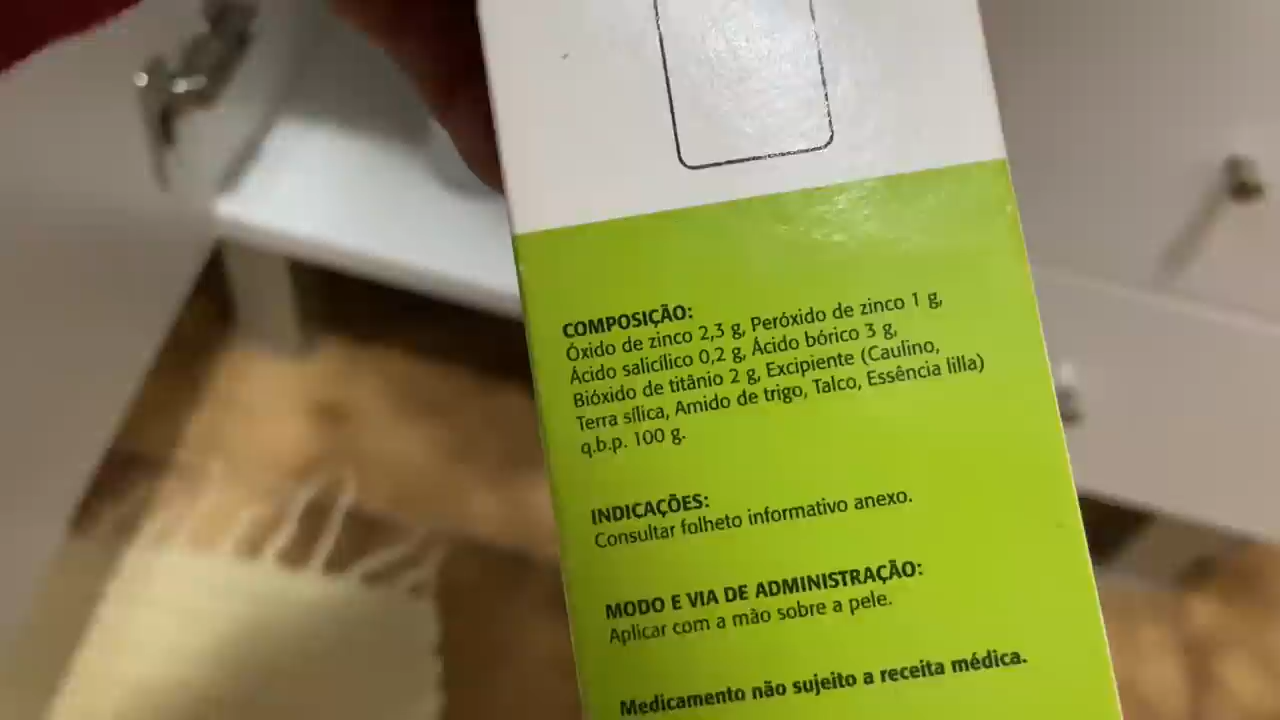 COMPOSIÇÃO:
Óxido de zinco 2,3 g, Peróxido de zinco 1 g,
Ácido salicílico 0,2 g, Ácido bórico 3 g,
Bióxido de titânio 2 g, Excipiente (Caulino,
Terra sílica, Amido de trigo, Talco, Essência lilla)
q.b.p. 100 g.
INDICAÇÕES:
Consultar folheto informativo anexo.
MODO E VIA DE ADMINISTRAÇÃO:
Aplicar com a mão sobre a pele.
Medicamento não sujeito a receita médica.